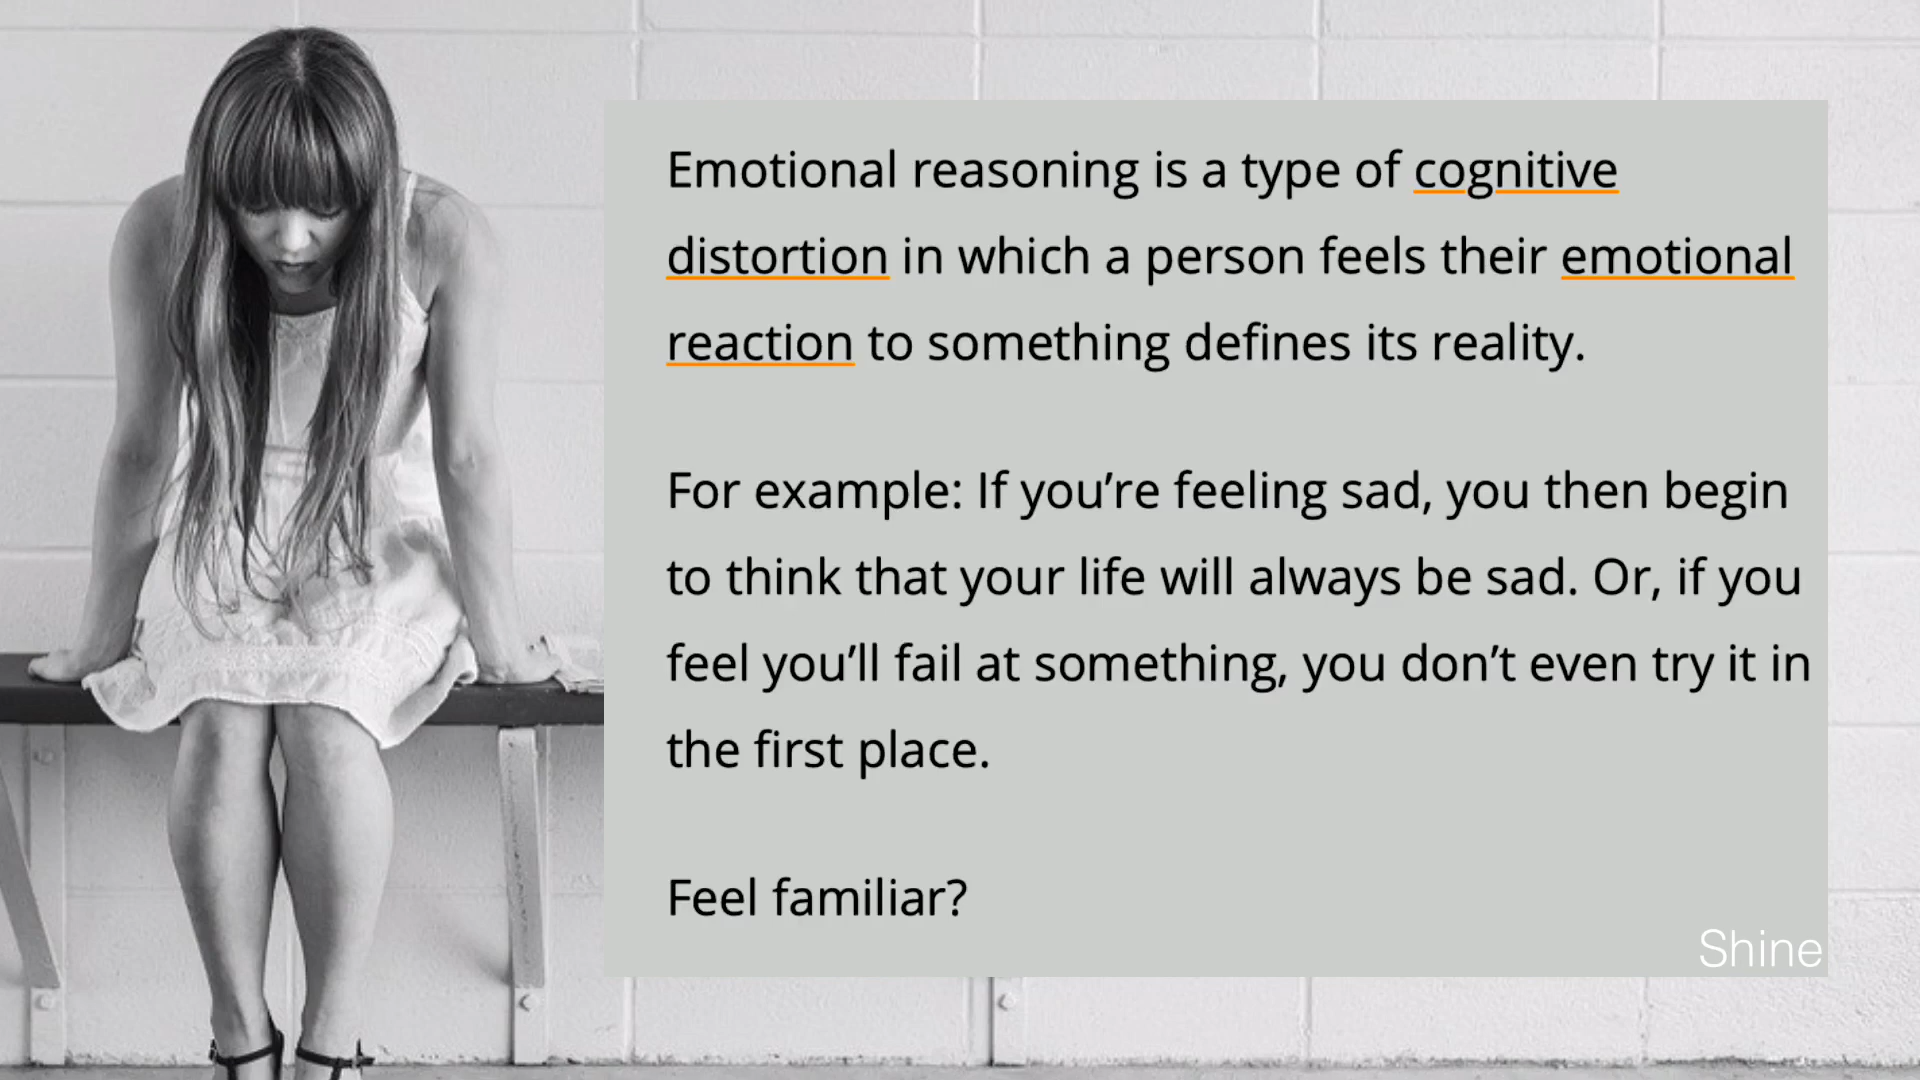 Emotional reasoning is a type of cognitive
distortion in which a person feels their emotional
reaction to something defines its reality.
For example: If you’re feeling sad, you then begin
to think that your life will always be sad. Or, if you
feel you’ll fail at something, you don’t even try it in
the first place.
Feel familiar?
Shine